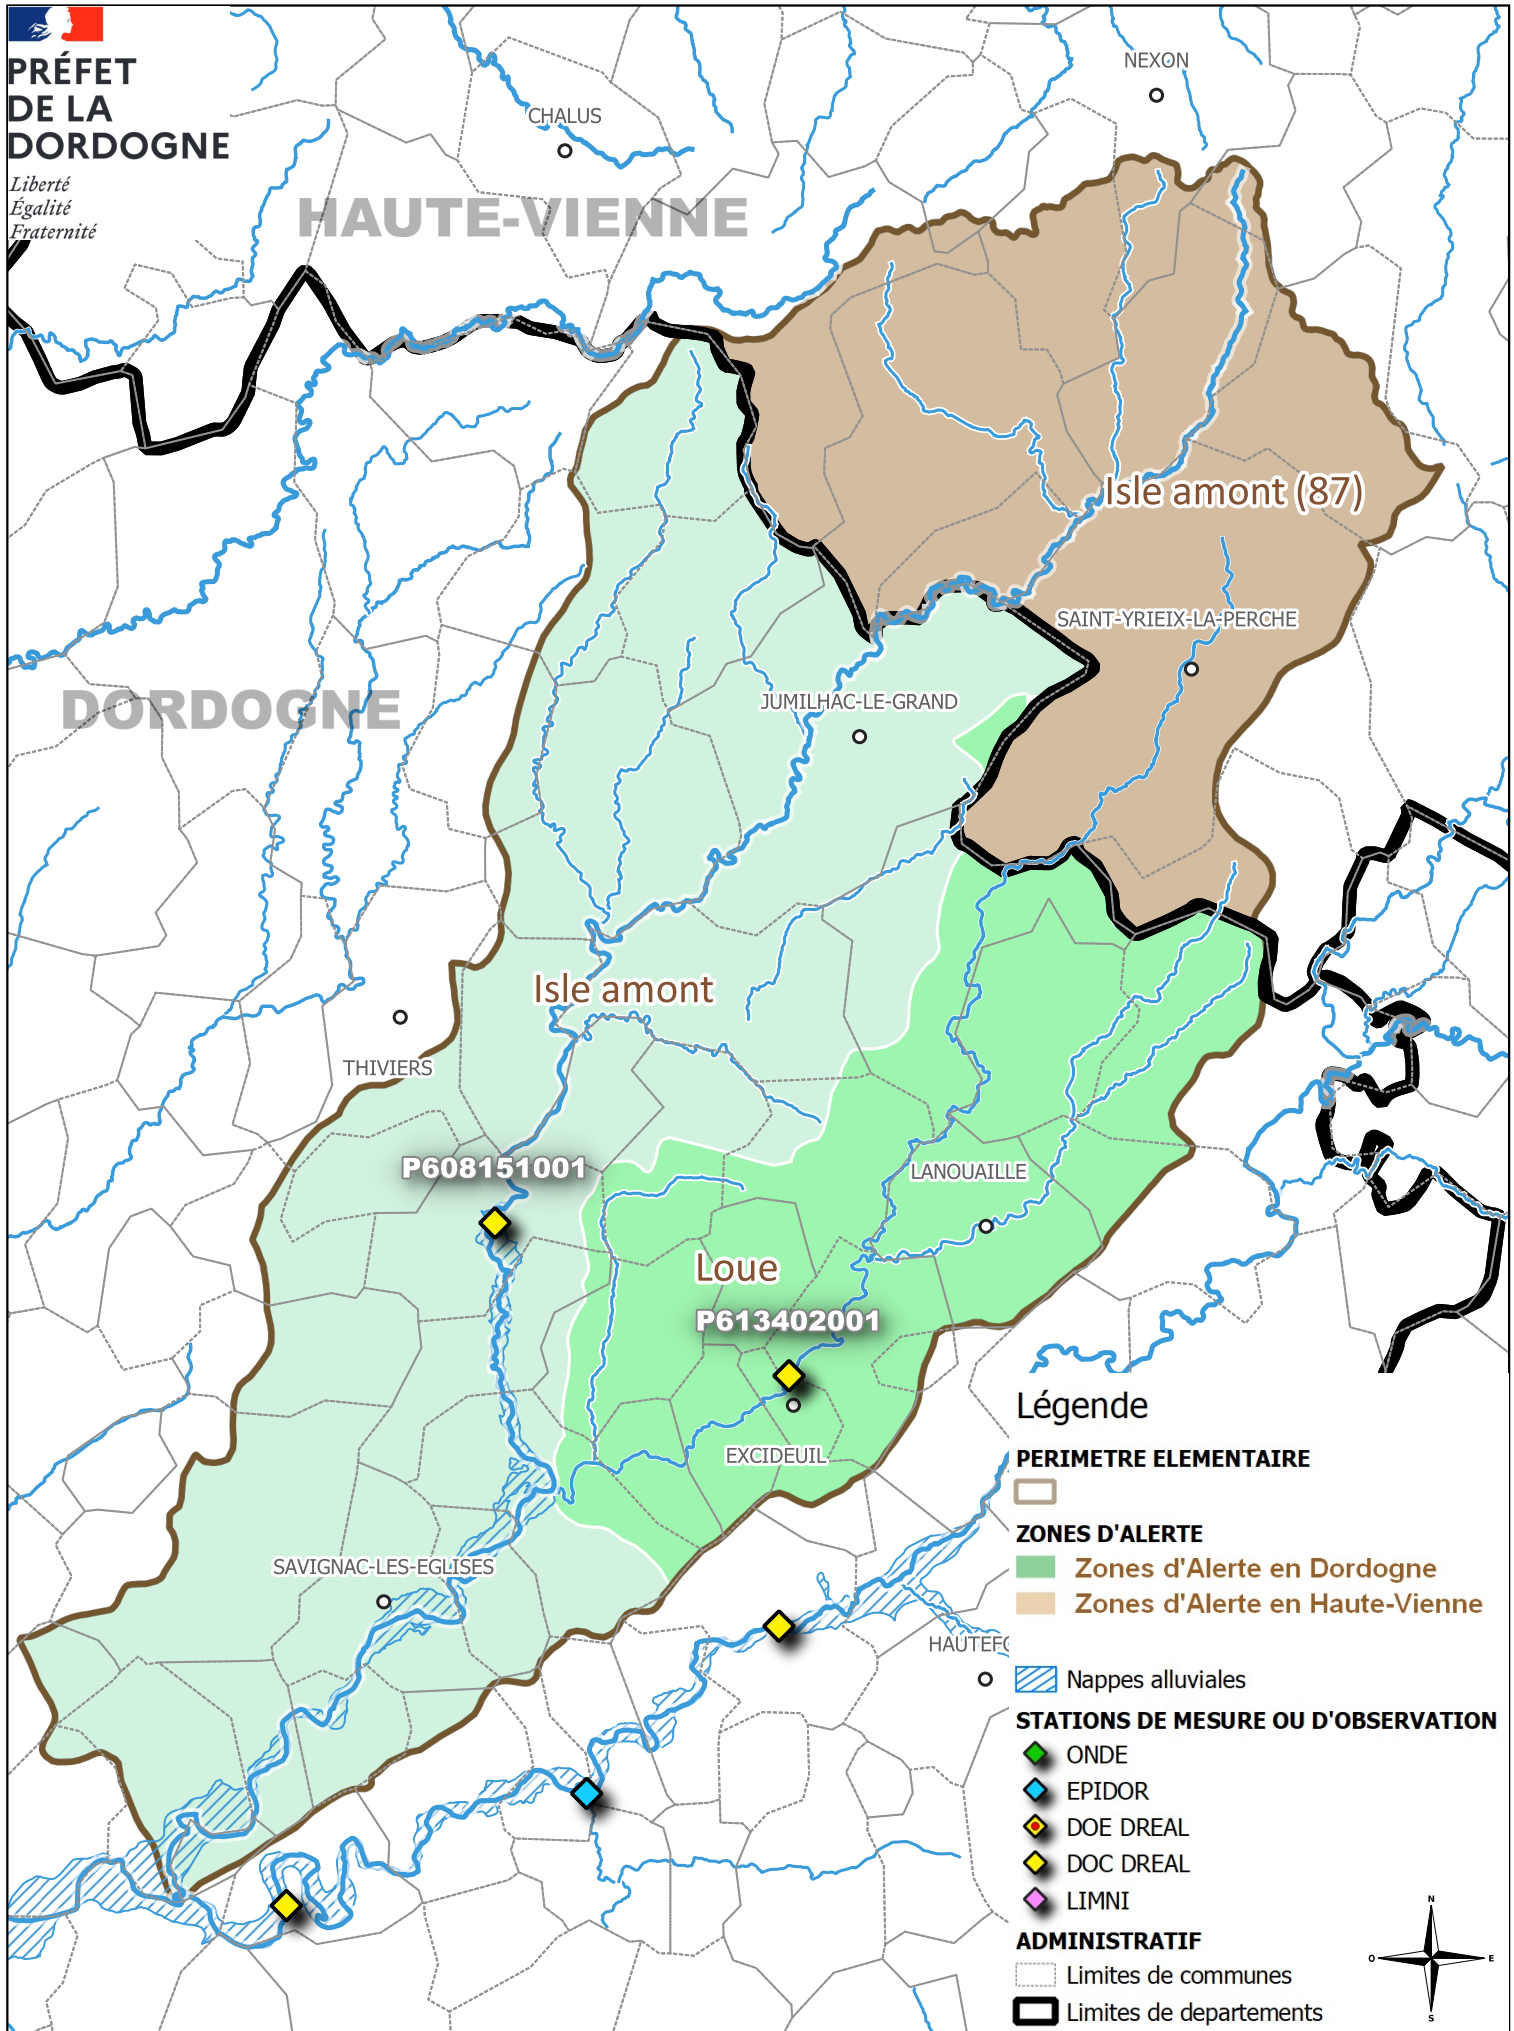 PRÉFET
DE LA
DORDOGNE
Liberté
Égalité
Fraternité
NEXON
CHALUS
HAUTE-VIENNE
Isle amont (87)
SAINT-YRIEIX-LA-PERCHE
DORDOGNE
JUMILHAC-LE-GRAND
Isle amont
THIVIERS
P608151001
LANOUAILLE
Loue
P613402001
EXCIDEUIL
SAVIGNAC-LES-EGLISES
HAUTEFO
Légende
PERIMETRE ELEMENTAIRE
ZONES D'ALERTE
Zones d'Alerte en Dordogne
Zones d'Alerte en Haute-Vienne
Nappes alluviales
STATIONS DE MESURE OU D'OBSERVATION
ONDE
EPIDOR
DOE DREAL
DOC DREAL
LIMNI
ADMINISTRATIF
Limites de communes
Limites de departements
N
O
E
S